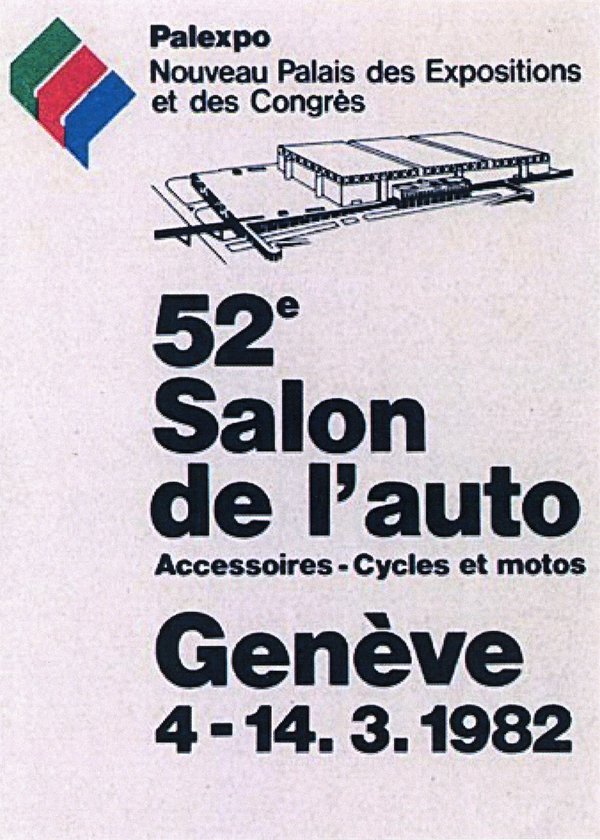 Palexpo
Nouveau Palais des Expositions
et des Congrès
52e
Salon
de l'auto
Accessoires - Cycles et motos
Genève
4 - 14. 3. 1982